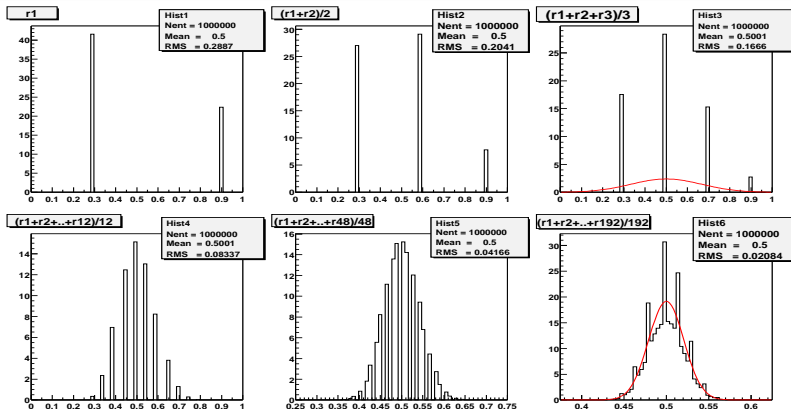 r1
Hist1
Nent = 1000000
Mean = 0.5
RMS = 0.2887
40
35
30
25
20
15
10
5
0
0 0.1 0.2 0.3 0.4 0.5 0.6 0.7 0.8 0.9 1
(r1+r2)/2
Hist2
Nent = 1000000
Mean = 0.5
RMS = 0.2041
30
25
20
15
10
5
0
0 0.1 0.2 0.3 0.4 0.5 0.6 0.7 0.8 0.9 1
(r1+r2+r3)/3
Hist3
Nent = 1000000
Mean = 0.5001
RMS = 0.1666
30
25
20
15
10
5
0
0 0.1 0.2 0.3 0.4 0.5 0.6 0.7 0.8 0.9 1
(r1+r2+..+r12)/12
Hist4
Nent = 1000000
Mean = 0.5001
RMS = 0.08337
14
12
10
8
6
4
2
0
0 0.1 0.2 0.3 0.4 0.5 0.6 0.7 0.8 0.9 1
(r1+r2+..+r48)/48
Hist5
Nent = 1000000
Mean = 0.5
RMS = 0.04166
16
14
12
10
8
6
4
2
0
0.25 0.3 0.35 0.4 0.45 0.5 0.55 0.6 0.65 0.7 0.75
(r1+r2+..+r192)/192
Hist6
Nent = 1000000
Mean = 0.5
RMS = 0.02084
30
25
20
15
10
5
0
0.4 0.45 0.5 0.55 0.6